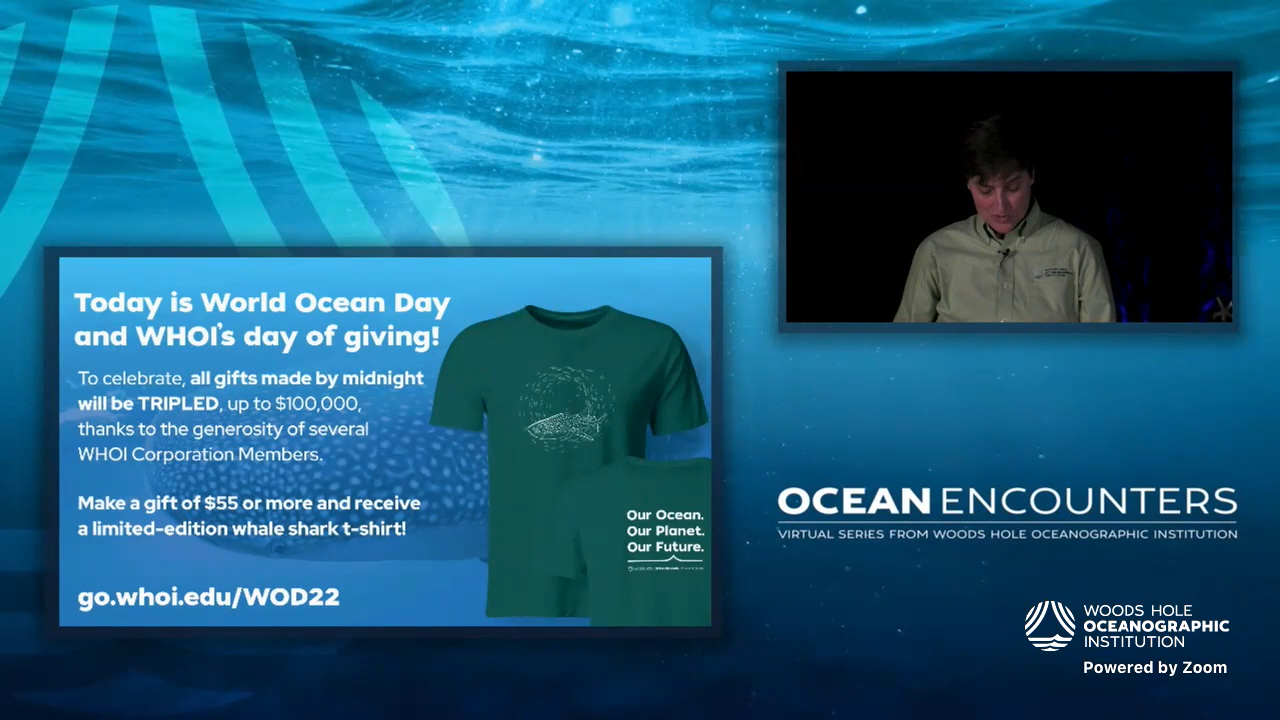 Today is World Ocean Day
and WHOI's day of giving!
To celebrate, all gifts made by midnight
will be TRIPLED, up to $100,000,
thanks to the generosity of several
WHOI Corporation Members.
Make a gift of $55 or more and receive
a limited-edition whale shark t-shirt!
go.whoi.edu/WOD22
Our Ocean.
Our Planet.
Our Future.
OCEAN ENCOUNTERS
VIRTUAL SERIES FROM WOODS HOLE OCEANOGRAPHIC INSTITUTION
WOODS HOLE
OCEANOGRAPHIC
INSTITUTION
Powered by Zoom